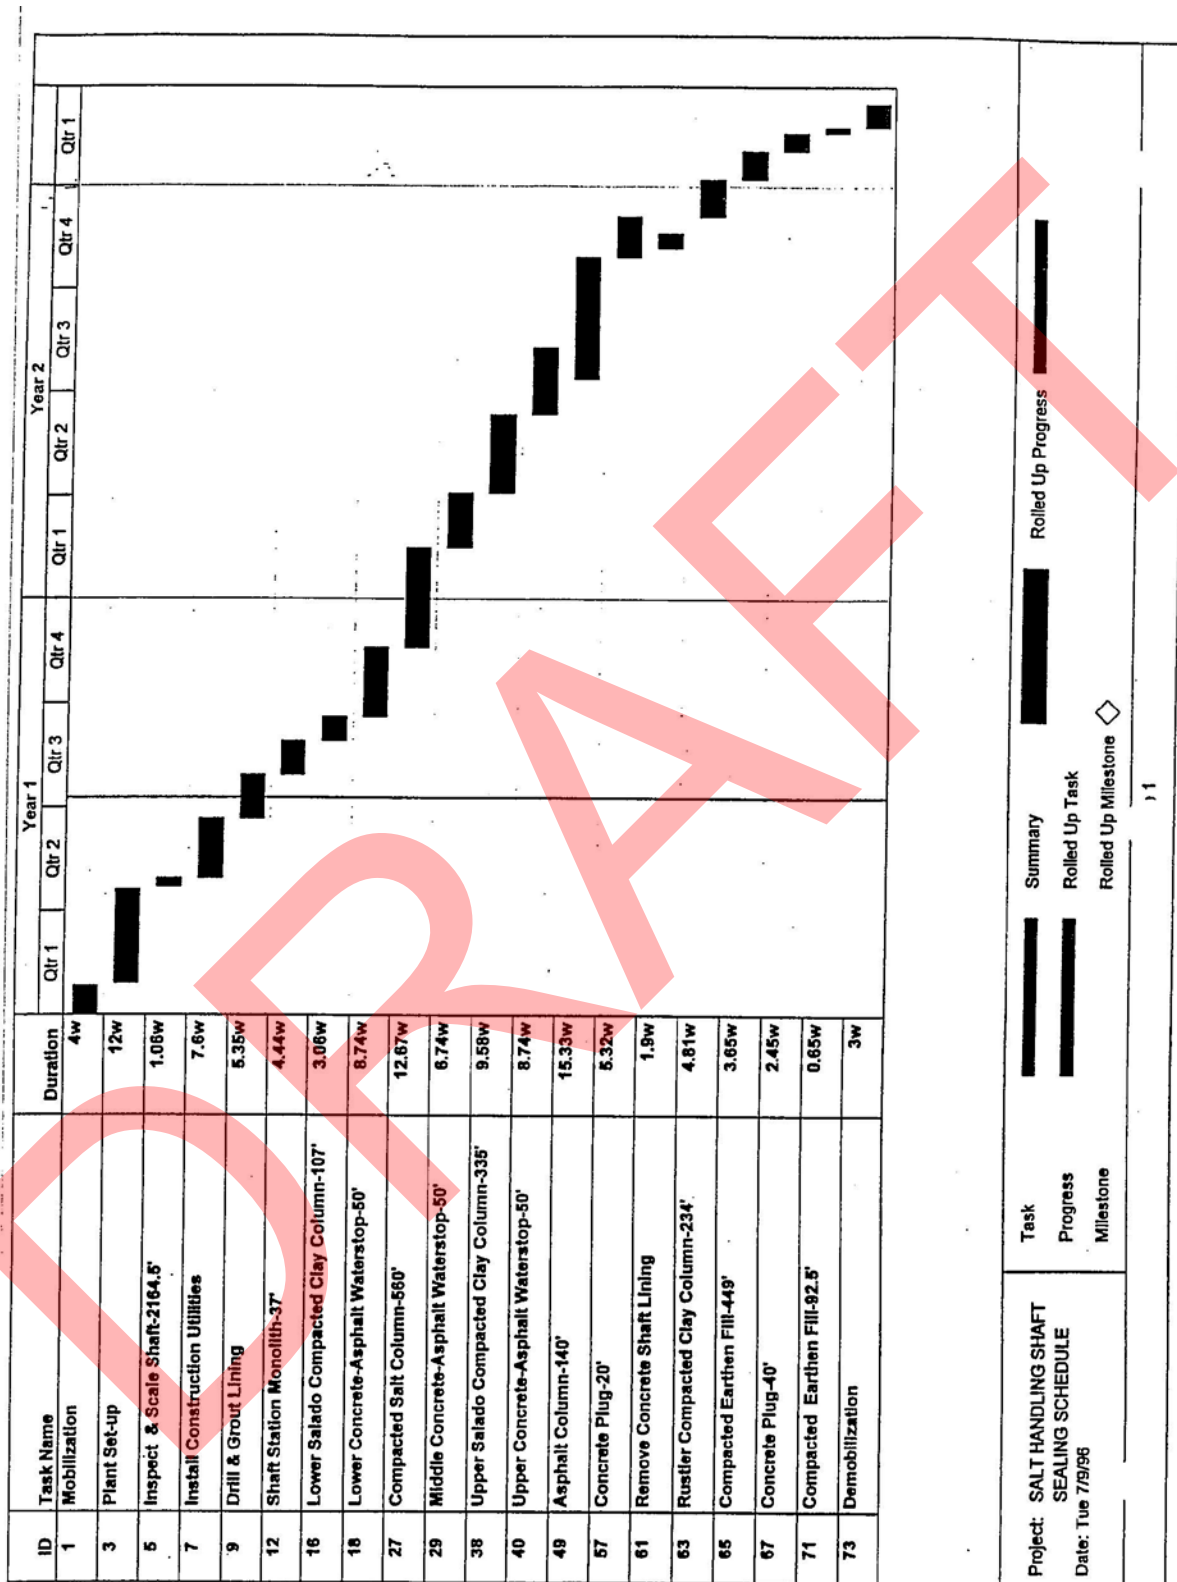 ID Task Name Duration Year 1 Year 2
Qtr 1 Qtr 2 Qtr 3 Qtr 4 Qtr 1 Qtr 2 Qtr 3 Qtr 4 Qtr 1
1 Mobilization 4w
3 Plant Set-up 12w
5 Inspect & Scale Shaft-2164.5' 1.06w
7 Install Construction Utilities 7.6w
9 Drill & Grout Lining 5.35w
12 Shaft Station Monolith-37' 4.44w
16 Lower Salado Compacted Clay Column-107' 3.06w
18 Lower Concrete-Asphalt Waterstop-50' 8.74w
27 Compacted Salt Column-560' 12.67w
29 Middle Concrete-Asphalt Waterstop-50' 6.74w
38 Upper Salado Compacted Clay Column-335' 9.58w
40 Upper Concrete-Asphalt Waterstop-50' 8.74w
49 Asphalt Column-140' 15.33w
57 Concrete Plug-20' 5.32w
61 Remove Concrete Shaft Lining 1.9w
63 Rustler Compacted Clay Column-234' 4.81w
65 Compacted Earthen Fill-449' 3.65w
67 Concrete Plug-40' 2.45w
71 Compacted Earthen Fill-92.5' 0.65w
73 Demobilization 3w
Project: SALT HANDLING SHAFT
SEALING SCHEDULE
Date: Tue 7/9/96
Task Summary Rolled Up Progress
Progress Rolled Up Task
Milestone Rolled Up Milestone
1
DRAFT